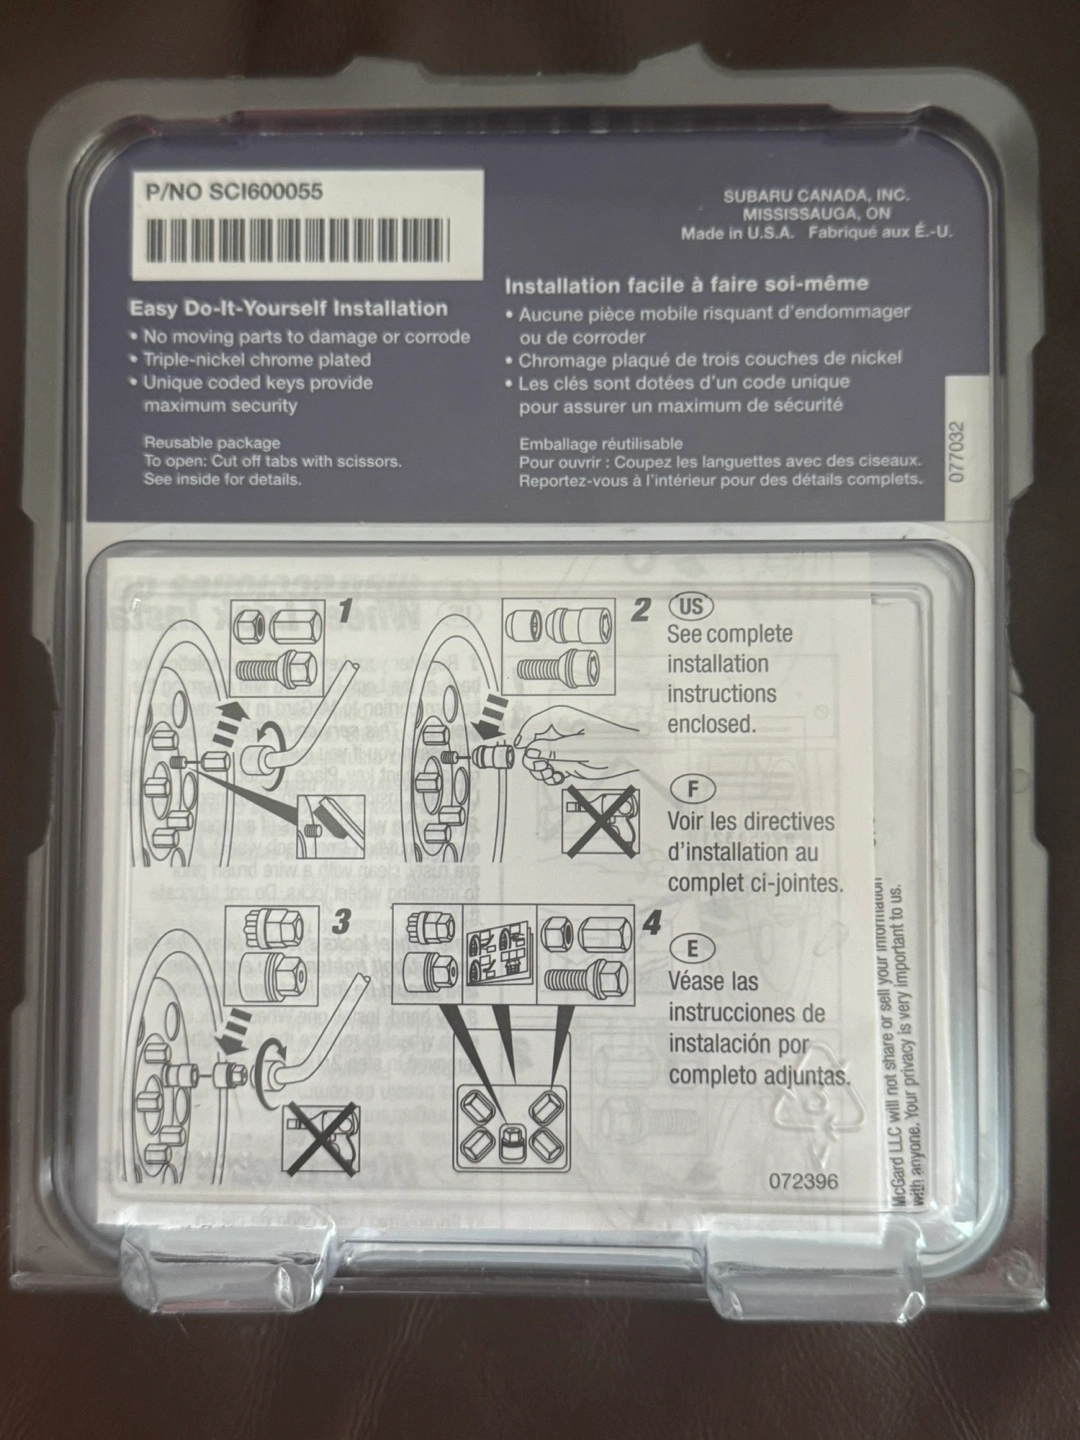 P/NO SCI600055
SUBARU CANADA, INC.
MISSISSAUGA, ON
Made in U.S.A. Fabriqué aux É.-U.
Easy Do-It-Yourself Installation
• No moving parts to damage or corrode
• Triple-nickel chrome plated
• Unique coded keys provide
maximum security
Reusable package
To open: Cut off tabs with scissors.
See inside for details.
Installation facile à faire soi-même
• Aucune pièce mobile risquant d'endommager
ou de corroder
• Chromage plaqué de trois couches de nickel
• Les clés sont dotées d'un code unique
pour assurer un maximum de sécurité
Emballage réutilisable
Pour ouvrir : Coupez les languettes avec des ciseaux.
Reportez-vous à l'intérieur pour des détails complets.
077032
1
2
3
4
US
See complete
installation
instructions
enclosed.
F
Voir les directives
d'installation au
complet ci-jointes.
E
Véase las
instrucciones de
instalación por
completo adjuntas.
072396
McGard LLC will not share or sell your information
with anyone. Your privacy is very important to us.